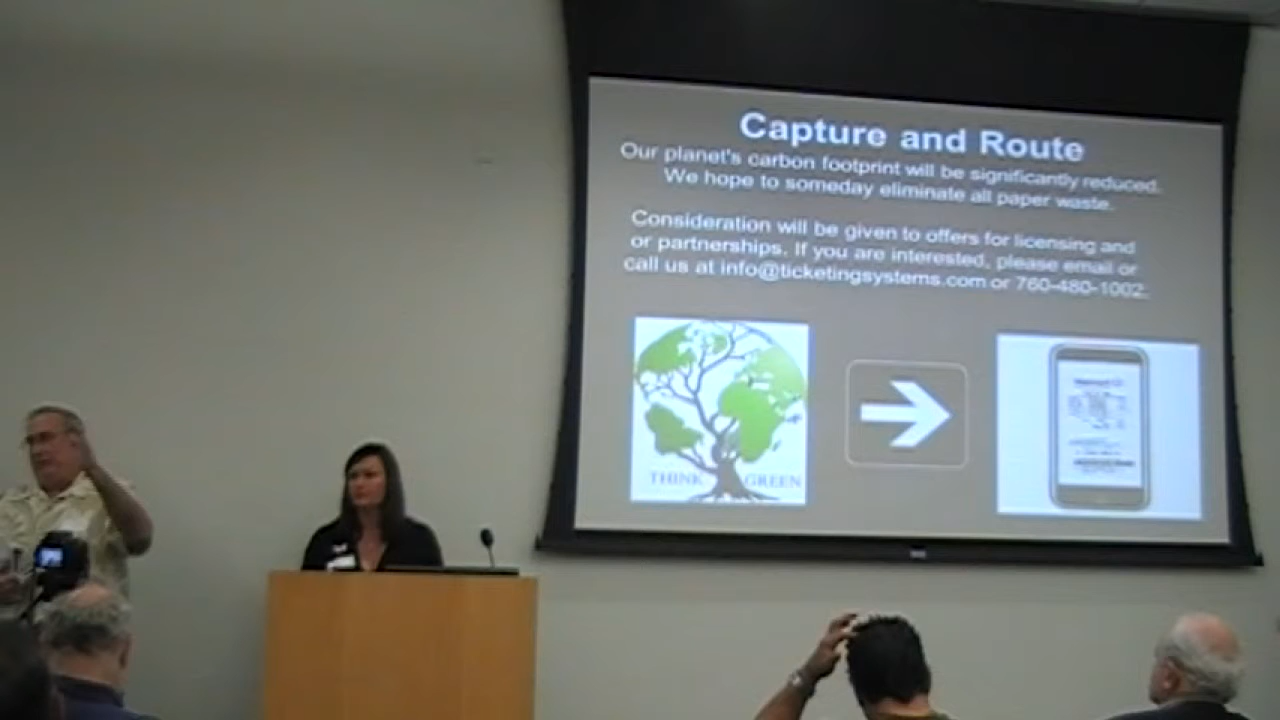 Capture and Route
Our planet's carbon footprint will be significantly reduced.
We hope to someday eliminate all paper waste.
Consideration will be given to offers for licensing and
or partnerships. If you are interested, please email or
call us at info@ticketingsystems.com or 760-480-1002.
THINK GREEN